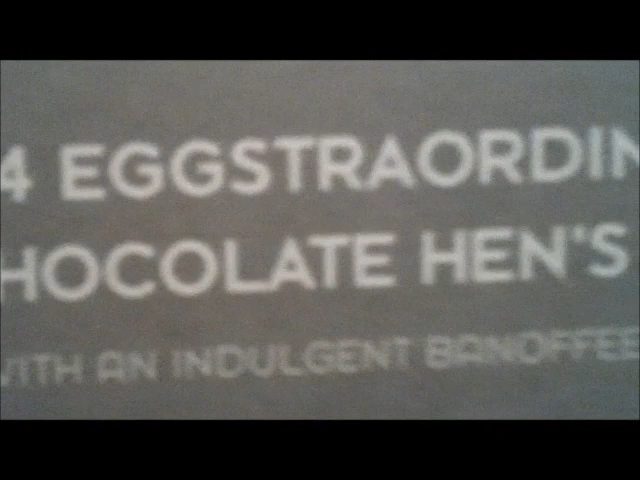 4 EGGSTRAORDIN
HOCOLATE HEN'S
WITH AN INDULGENT BANOFFEE